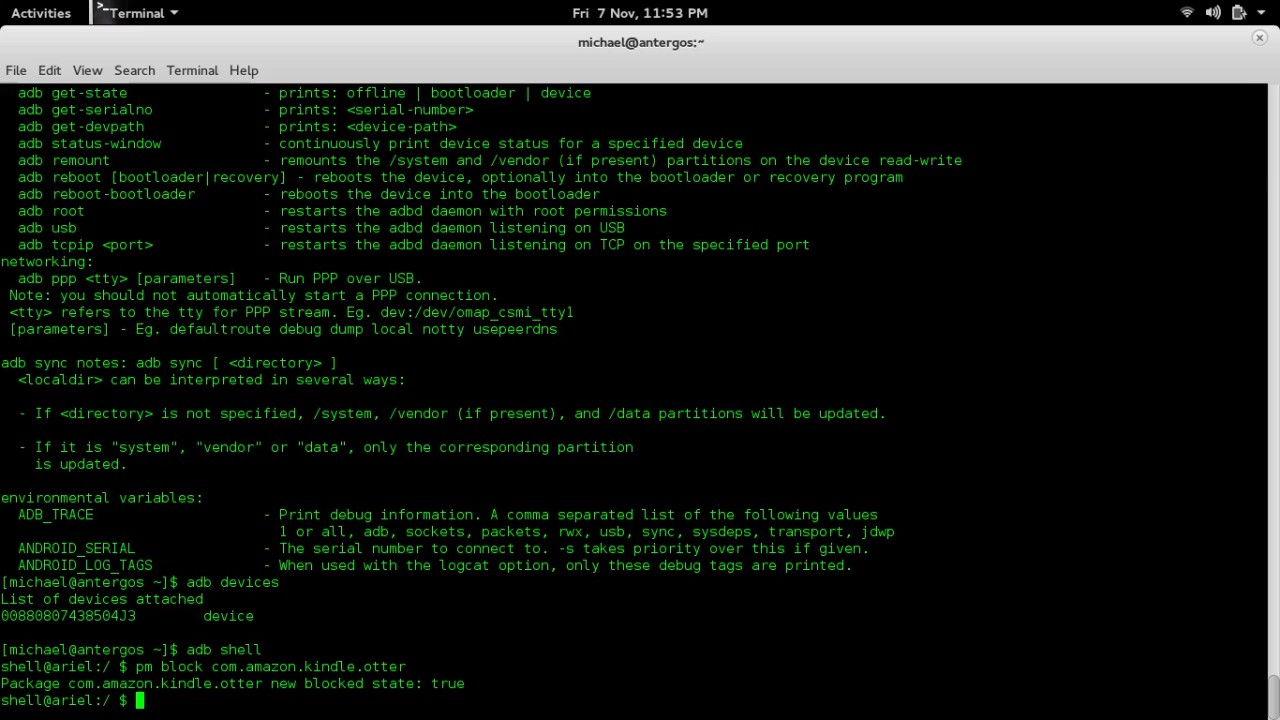 Activities
Terminal
Fri 7 Nov, 11:53 PM
michael@antergos:~
File Edit View Search Terminal Help
adb get-state - prints: offline | bootloader | device
adb get-serialno - prints: <serial-number>
adb get-devpath - prints: <device-path>
adb status-window - continuously print device status for a specified device
adb remount - remounts the /system and /vendor (if present) partitions on the device read-write
adb reboot [bootloader|recovery] - reboots the device, optionally into the bootloader or recovery program
adb reboot-bootloader - reboots the device into the bootloader
adb root - restarts the adbd daemon with root permissions
adb usb - restarts the adbd daemon listening on USB
adb tcpip <port> - restarts the adbd daemon listening on TCP on the specified port
networking:
adb ppp <tty> [parameters] - Run PPP over USB.
Note: you should not automatically start a PPP connection.
<tty> refers to the tty for PPP stream. Eg. dev:/dev/omap_csmi_tty1
[parameters] - Eg. defaultroute debug dump local notty usepeerdns
adb sync notes: adb sync [ <directory> ]
<localdir> can be interpreted in several ways:
- If <directory> is not specified, /system, /vendor (if present), and /data partitions will be updated.
- If it is "system", "vendor" or "data", only the corresponding partition
is updated.
environmental variables:
ADB_TRACE - Print debug information. A comma separated list of the following values
1 or all, adb, sockets, packets, rwx, usb, sync, sysdeps, transport, jdwp
ANDROID_SERIAL - The serial number to connect to. -s takes priority over this if given.
ANDROID_LOG_TAGS - When used with the logcat option, only these debug tags are printed.
[michael@antergos ~]$ adb devices
List of devices attached
00880807438504J3 device
[michael@antergos ~]$ adb shell
shell@ariel:/ $ pm block com.amazon.kindle.otter
Package com.amazon.kindle.otter new blocked state: true
shell@ariel:/ $